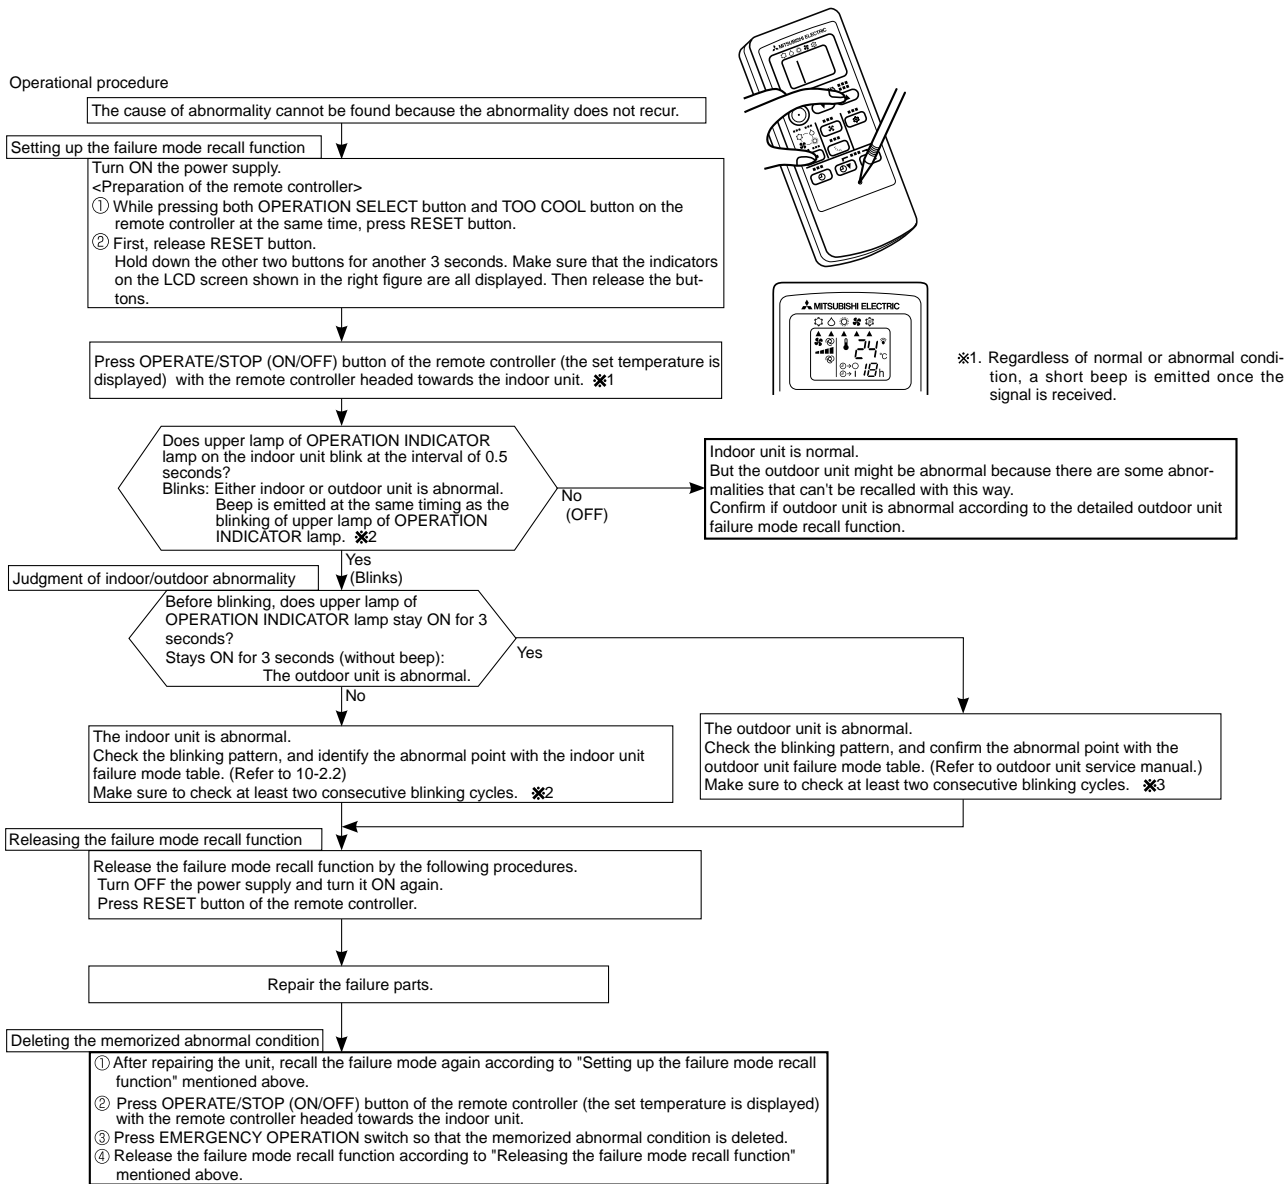 Operational procedure
The cause of abnormality cannot be found because the abnormality does not recur.
Setting up the failure mode recall function
Turn ON the power supply.
<Preparation of the remote controller>
① While pressing both OPERATION SELECT button and TOO COOL button on the
remote controller at the same time, press RESET button.
② First, release RESET button.
Hold down the other two buttons for another 3 seconds. Make sure that the indicators
on the LCD screen shown in the right figure are all displayed. Then release the but-
tons.
MITSUBISHI ELECTRIC
MITSUBISHI ELECTRIC
24 °C
18h
※1. Regardless of normal or abnormal condi-
tion, a short beep is emitted once the
signal is received.
Press OPERATE/STOP (ON/OFF) button of the remote controller (the set temperature is
displayed) with the remote controller headed towards the indoor unit. ※1
Does upper lamp of OPERATION INDICATOR
lamp on the indoor unit blink at the interval of 0.5
seconds?
Blinks: Either indoor or outdoor unit is abnormal.
Beep is emitted at the same timing as the
blinking of upper lamp of OPERATION
INDICATOR lamp. ※2
No
(OFF)
Indoor unit is normal.
But the outdoor unit might be abnormal because there are some abnor-
malities that can't be recalled with this way.
Confirm if outdoor unit is abnormal according to the detailed outdoor unit
failure mode recall function.
Yes
(Blinks)
Judgment of indoor/outdoor abnormality
Before blinking, does upper lamp of
OPERATION INDICATOR lamp stay ON for 3
seconds?
Stays ON for 3 seconds (without beep):
The outdoor unit is abnormal.
Yes
No
The indoor unit is abnormal.
Check the blinking pattern, and identify the abnormal point with the indoor unit
failure mode table. (Refer to 10-2.2)
Make sure to check at least two consecutive blinking cycles. ※2
The outdoor unit is abnormal.
Check the blinking pattern, and confirm the abnormal point with the
outdoor unit failure mode table. (Refer to outdoor unit service manual.)
Make sure to check at least two consecutive blinking cycles. ※3
Releasing the failure mode recall function
Release the failure mode recall function by the following procedures.
Turn OFF the power supply and turn it ON again.
Press RESET button of the remote controller.
Repair the failure parts.
Deleting the memorized abnormal condition
① After repairing the unit, recall the failure mode again according to "Setting up the failure mode recall
function" mentioned above.
② Press OPERATE/STOP (ON/OFF) button of the remote controller (the set temperature is displayed)
with the remote controller headed towards the indoor unit.
③ Press EMERGENCY OPERATION switch so that the memorized abnormal condition is deleted.
④ Release the failure mode recall function according to "Releasing the failure mode recall function"
mentioned above.